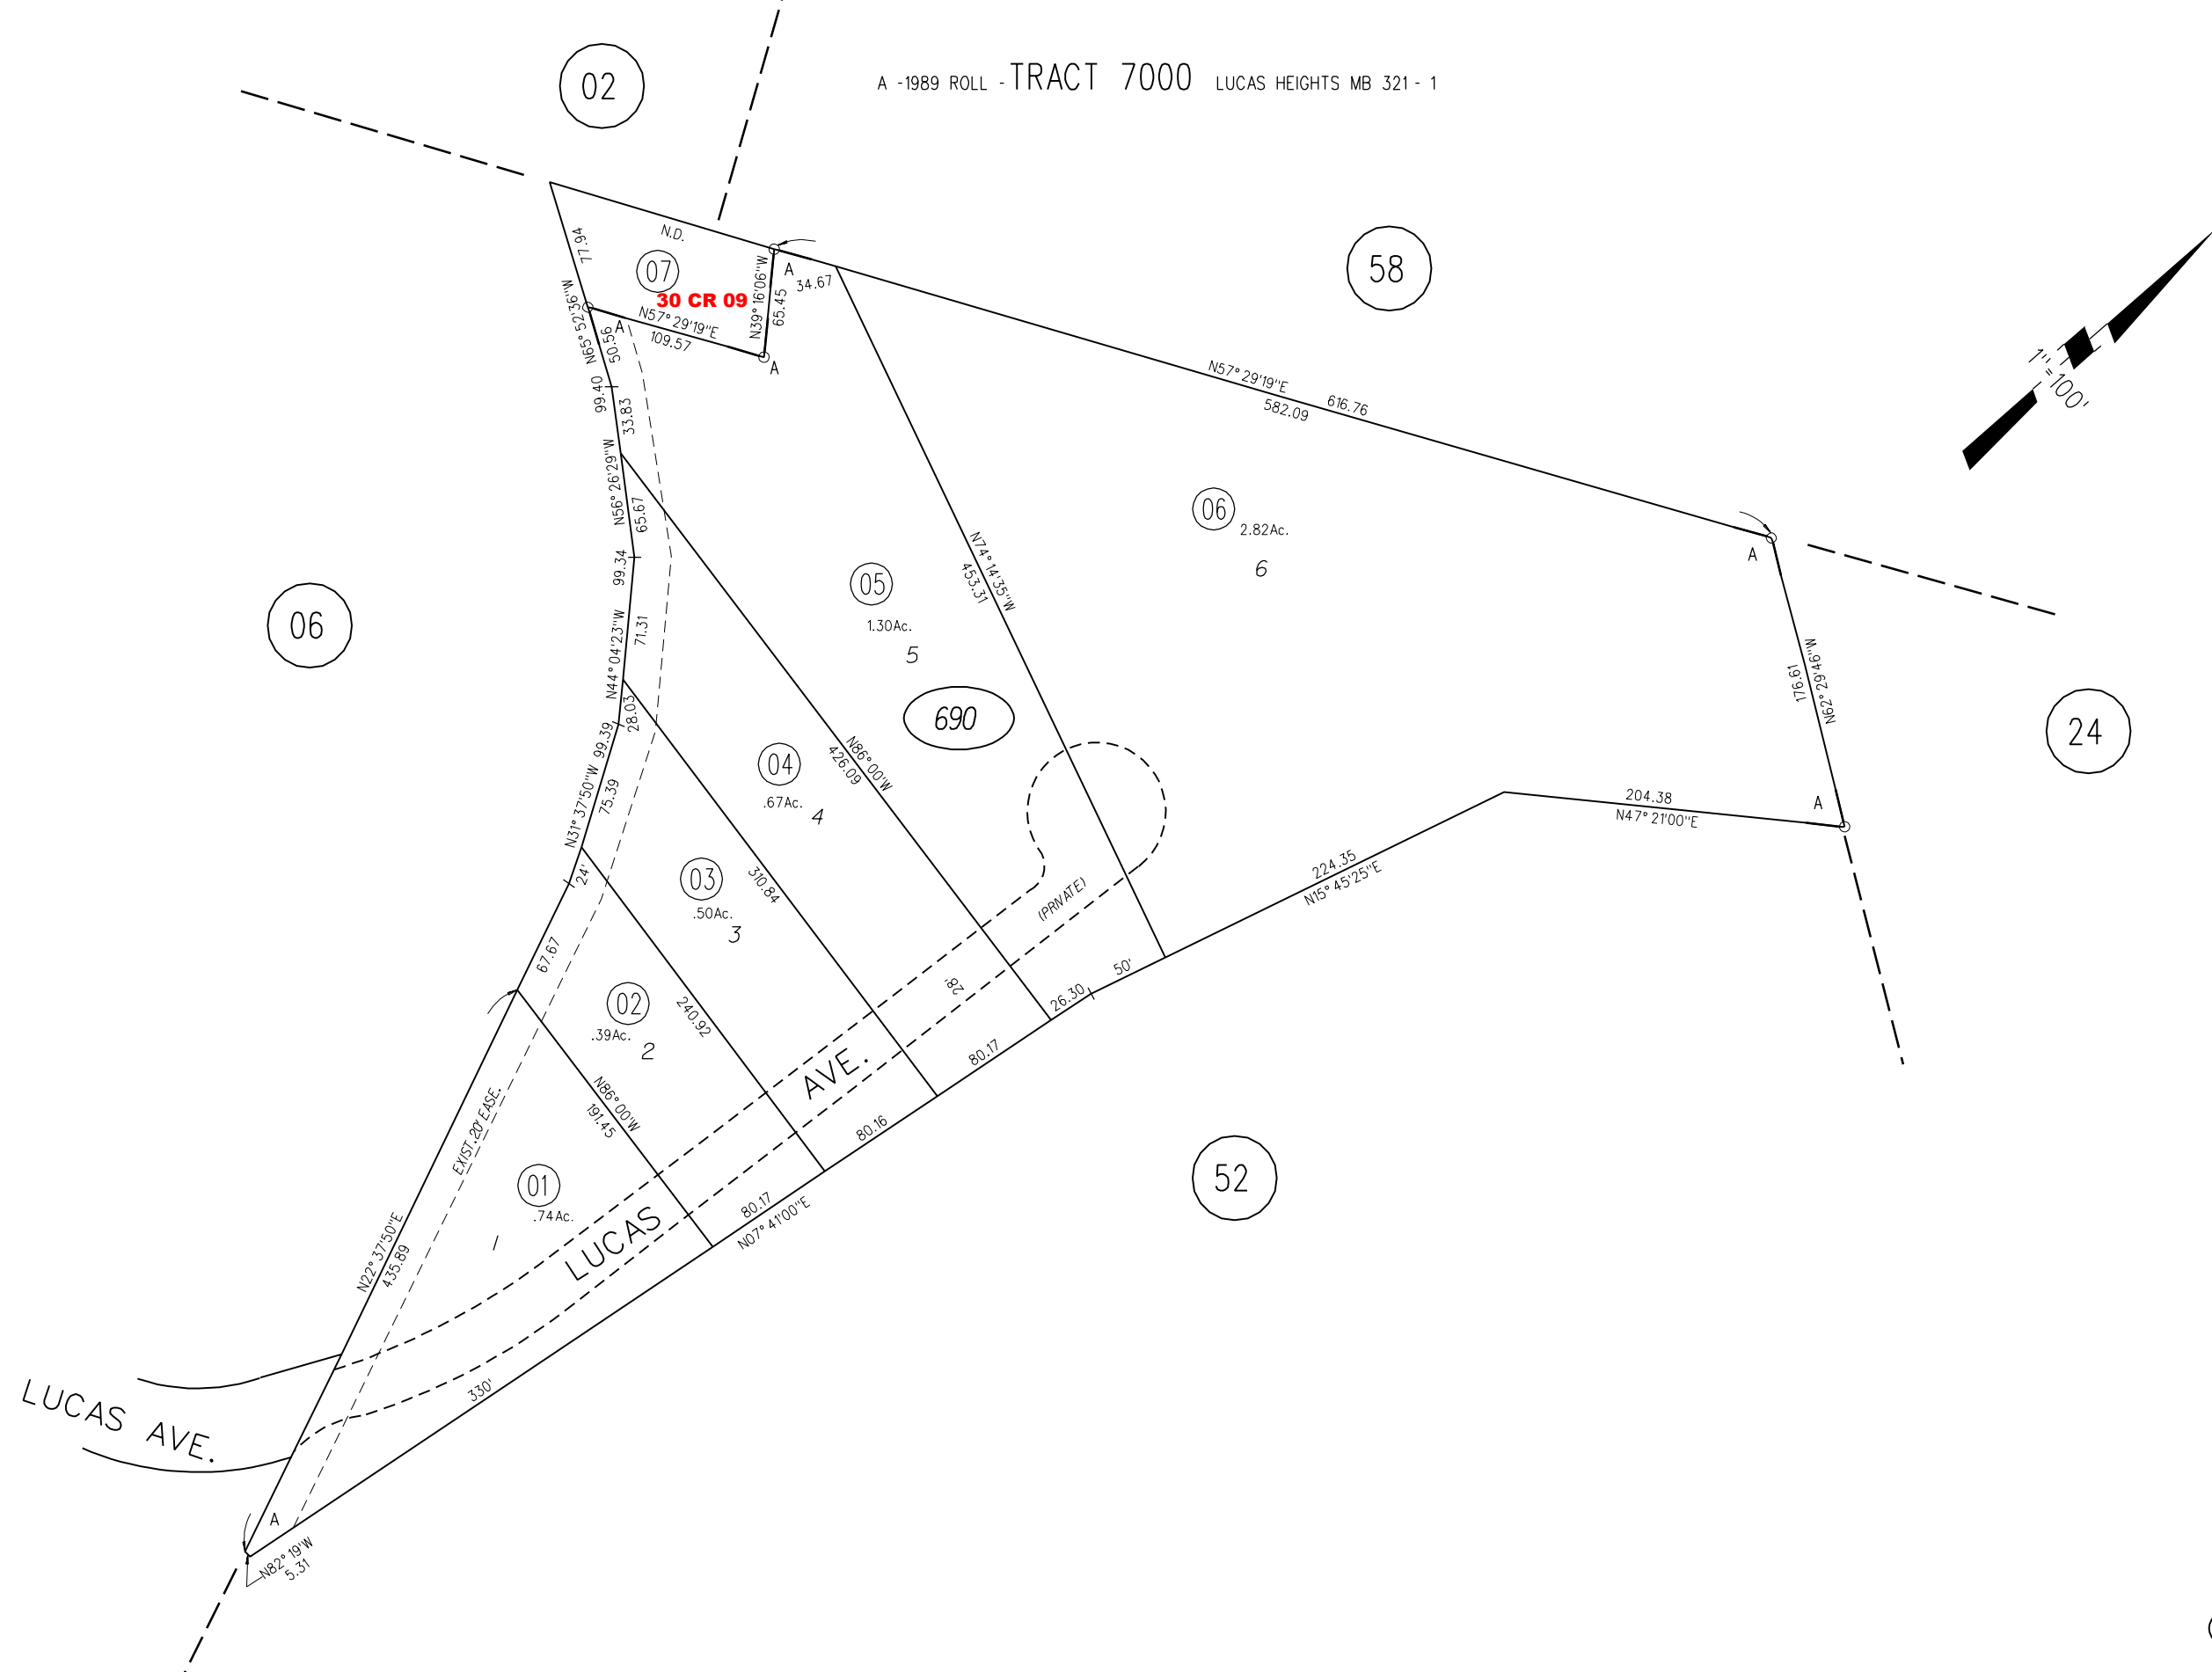 02
A -1989 ROLL - TRACT 7000 LUCAS HEIGHTS MB 321 - 1
58
N.D.
77.94
07
30 CR 09
N39°16'06"W
65.45
A
34.67
N65°52'36"W
50.56
A
N57°29'19"E
109.57
A
99.40
33.83
N57°29'19"E
616.76
582.09
1"=100'
N56°26'29"W
65.67
99.34
N74°14'35"W
453.31
06
2.82Ac.
6
A
05
1.30Ac.
5
06
N44°04'23"W
71.31
28.03
690
N62°29'46"W
176.61
24
04
.67Ac.
4
N86°00'W
426.09
N31°37'50"W
99.39
75.39
204.38
N47°21'00"E
A
24'
03
.50Ac.
3
310.84
(PRIVATE)
224.35
N15°45'25"E
67.67
28'
50'
26.30
02
.39Ac.
2
240.92
80.17
AVE.
80.16
EXIST. 20' EASE.
N86°00'W
191.45
52
01
.74Ac.
1
80.17
N07°41'00"E
LUCAS
N22°37'50"E
435.89
330'
LUCAS AVE.
A
N82°19'W
5.31